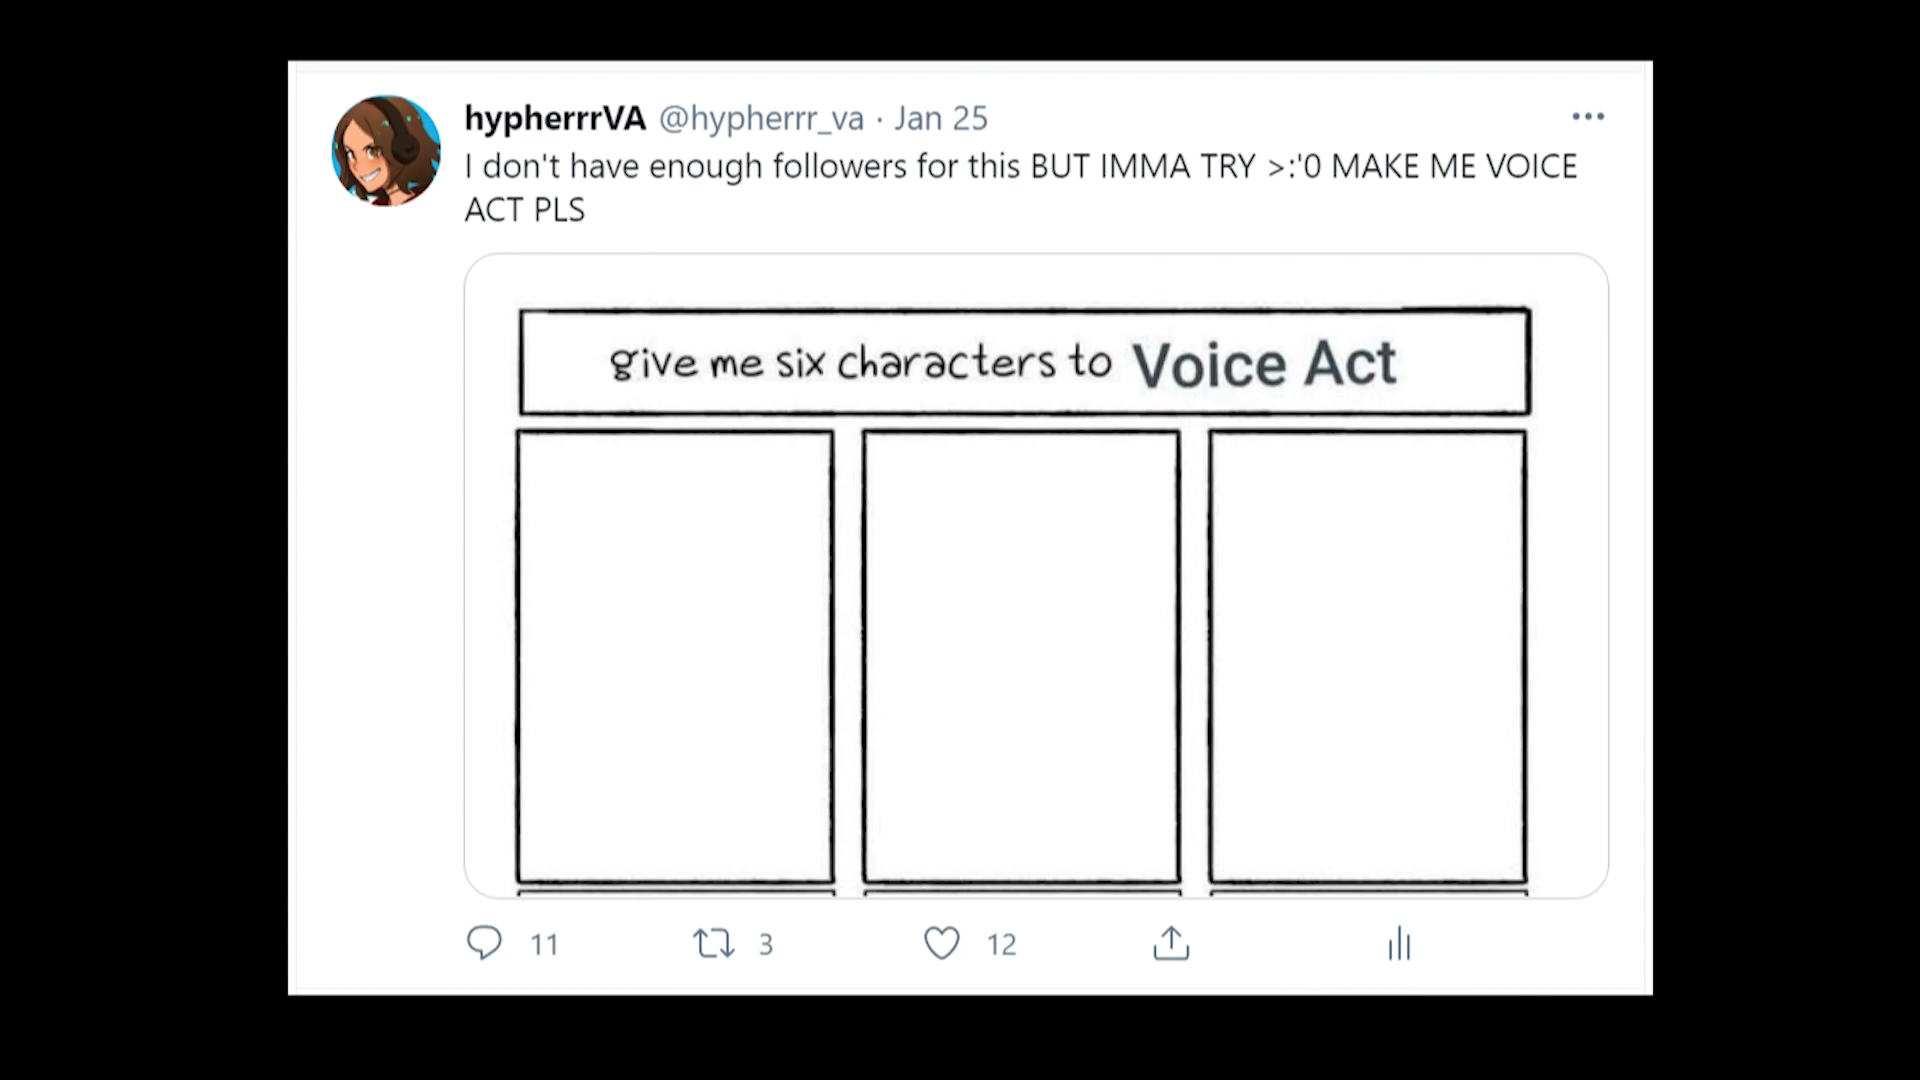 hypherrrVA @hypherrr_va · Jan 25
I don't have enough followers for this BUT IMMA TRY >:'0 MAKE ME VOICE
ACT PLS
give me six characters to Voice Act
11 3 12